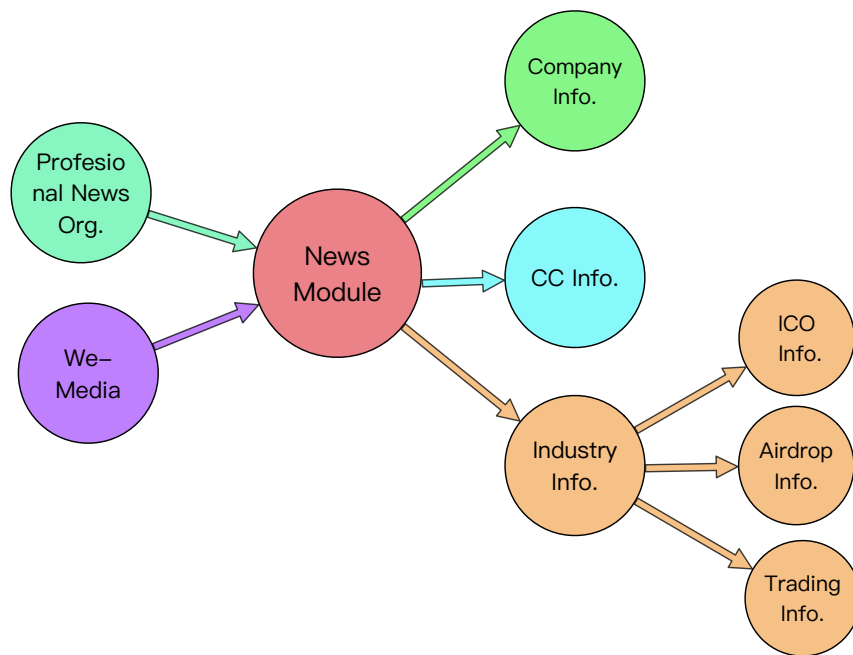 Company
Info.
Profesio
nal News
Org.
News
Module
CC Info.
We-
Media
ICO
Info.
Industry
Info.
Airdrop
Info.
Trading
Info.